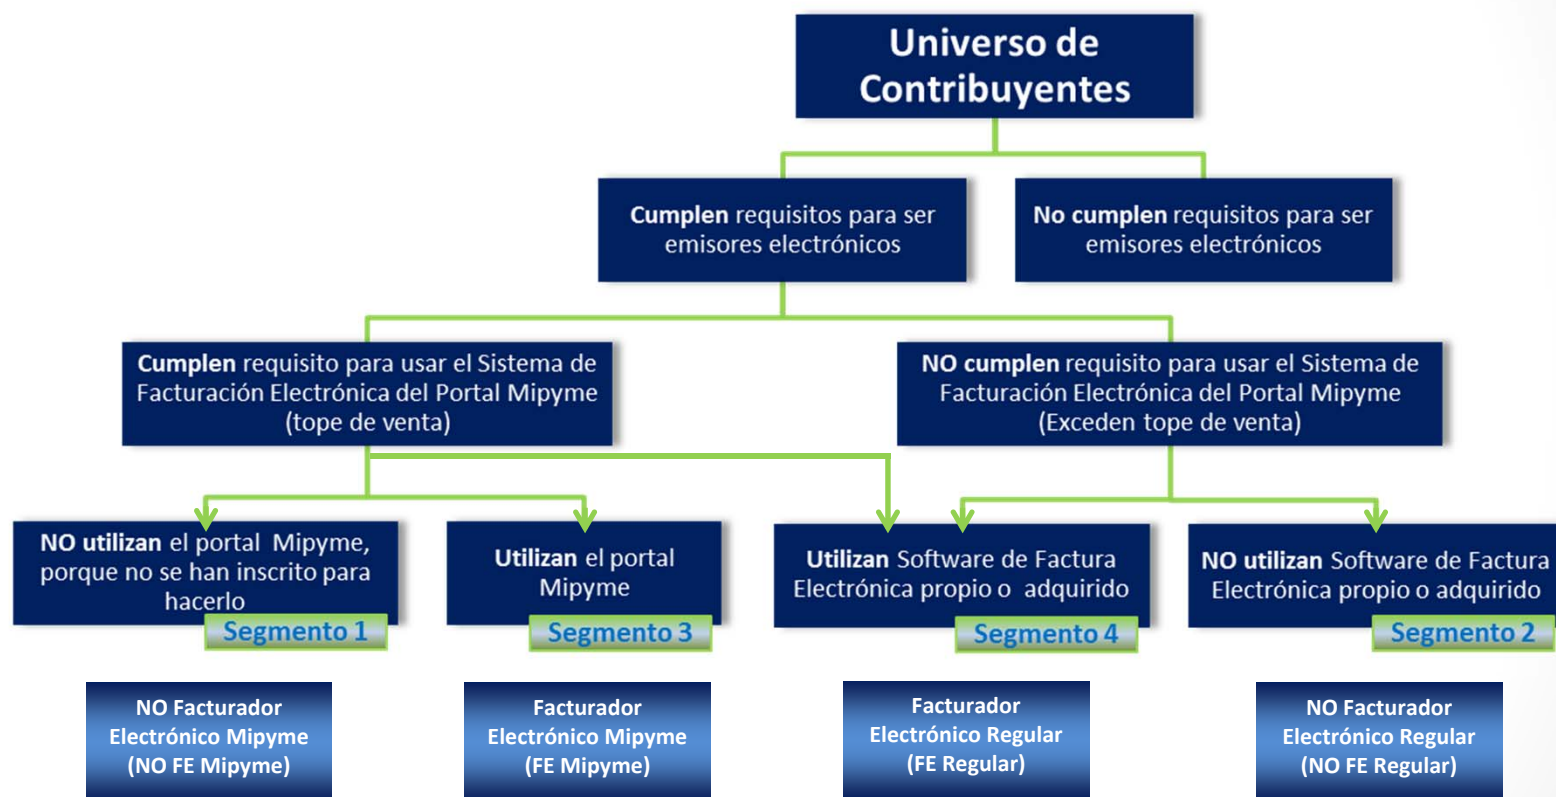 Universo de
Contribuyentes
Cumplen requisitos para ser
emisores electrónicos
No cumplen requisitos para ser
emisores electrónicos
Cumplen requisito para usar el Sistema de
Facturación Electrónica del Portal Mipyme
(tope de venta)
NO cumplen requisito para usar el Sistema de
Facturación Electrónica del Portal Mipyme
(Exceden tope de venta)
NO utilizan el portal Mipyme,
porque no se han inscrito para
hacerlo
Segmento 1
Utilizan el portal
Mipyme
Segmento 3
Utilizan Software de Factura
Electrónica propio o adquirido
Segmento 4
NO utilizan Software de Factura
Electrónica propio o adquirido
Segmento 2
NO Facturador
Electrónico Mipyme
(NO FE Mipyme)
Facturador
Electrónico Mipyme
(FE Mipyme)
Facturador
Electrónico Regular
(FE Regular)
NO Facturador
Electrónico Regular
(NO FE Regular)